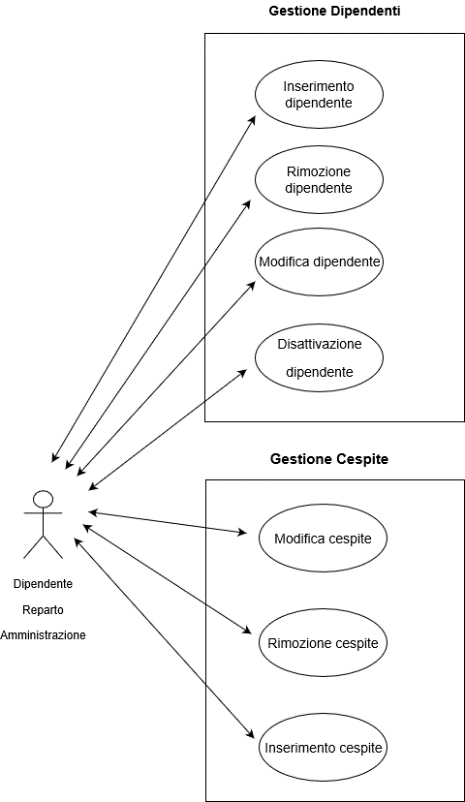 Gestione Dipendenti
Inserimento
dipendente
Rimozione
dipendente
Modifica dipendente
Disattivazione
dipendente
Gestione Cespite
Modifica cespite
Dipendente
Reparto
Amministrazione
Rimozione cespite
Inserimento cespite